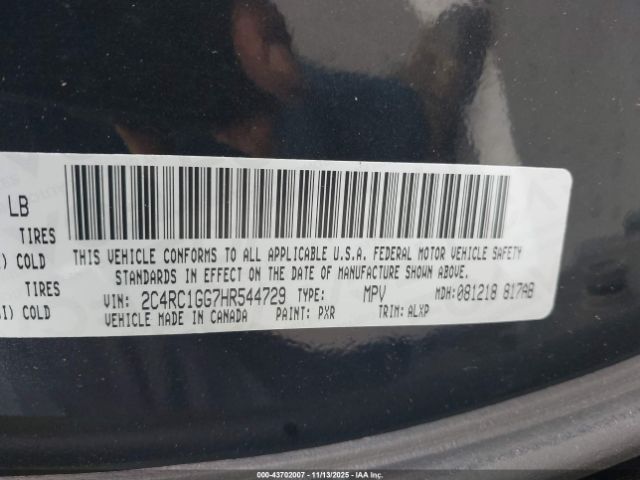 LB
TIRES
) COLD
TIRES
I) COLD
THIS VEHICLE CONFORMS TO ALL APPLICABLE U.S.A. FEDERAL MOTOR VEHICLE SAFETY
STANDARDS IN EFFECT ON THE DATE OF MANUFACTURE SHOWN ABOVE.
VIN: 2C4RC1GG7HR544729 TYPE: MPV MDH: 081218 817AB
VEHICLE MADE IN CANADA PAINT: PXR TRIM: ALXP
000-43702007 - 11/13/2025 - IAA Inc.